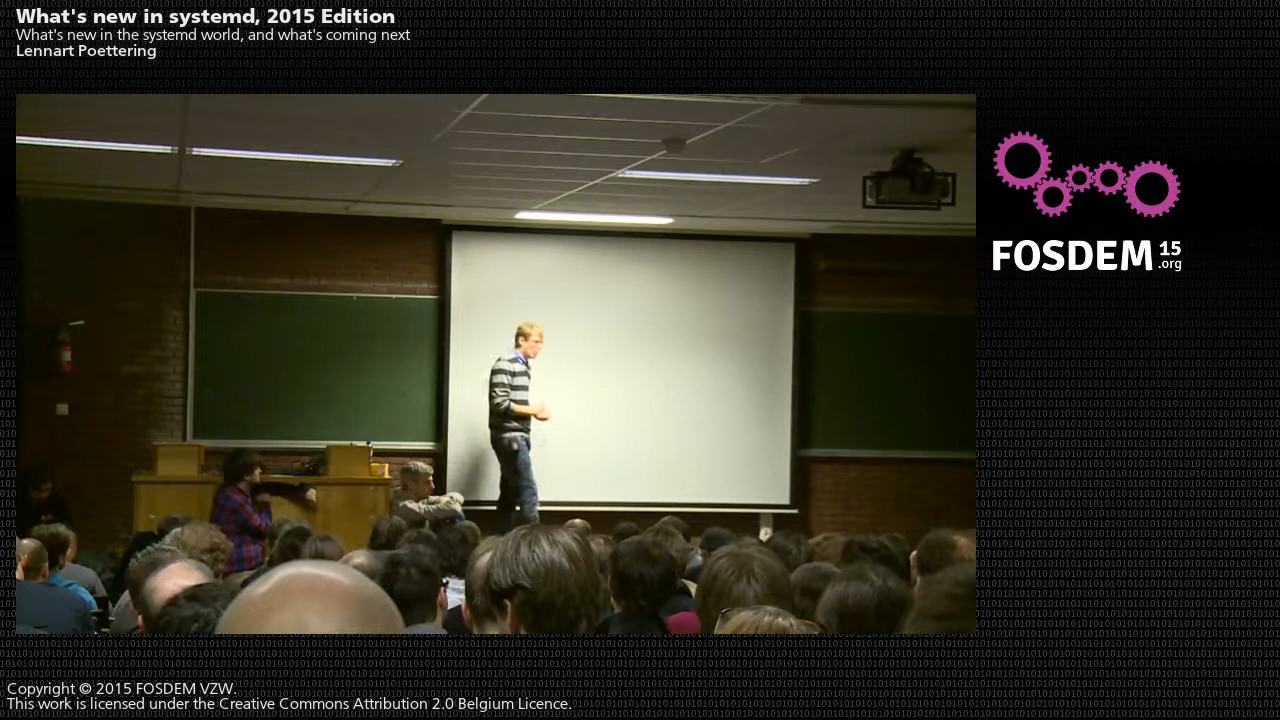 What's new in systemd, 2015 Edition
What's new in the systemd world, and what's coming next
Lennart Poettering
FOSDEM 15
.org
Copyright © 2015 FOSDEM VZW.
This work is licensed under the Creative Commons Attribution 2.0 Belgium Licence.